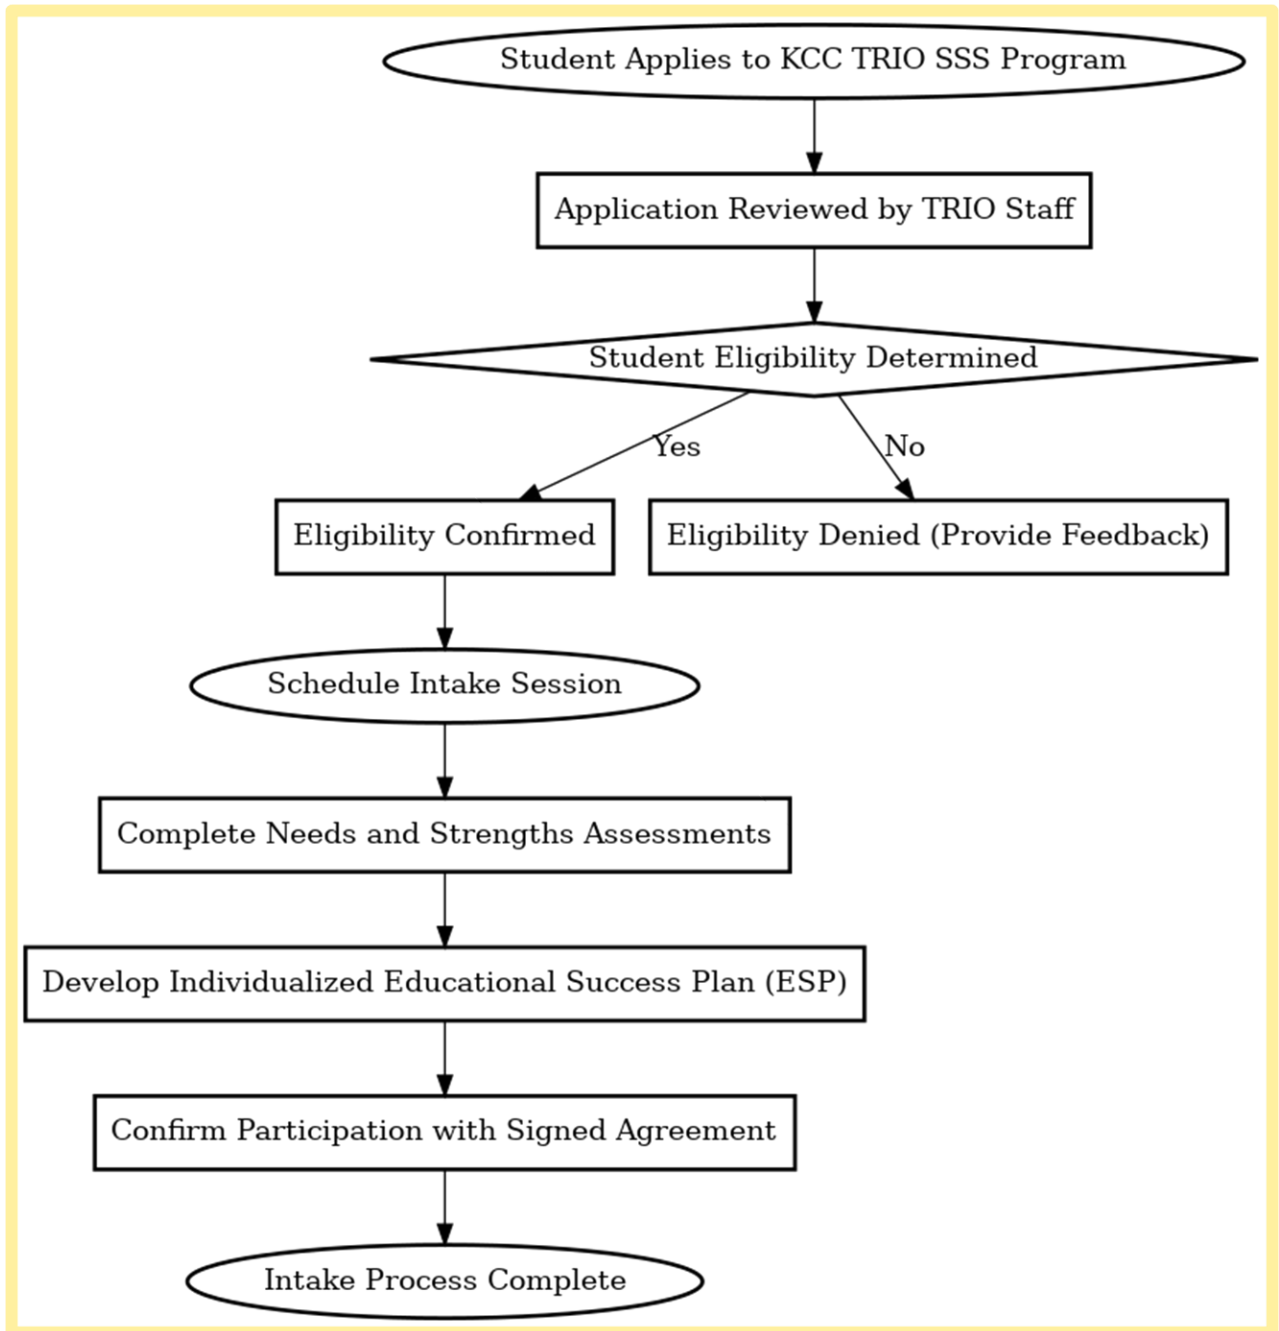 Student Applies to KCC TRIO SSS Program
Application Reviewed by TRIO Staff
Student Eligibility Determined
Yes
No
Eligibility Confirmed
Eligibility Denied (Provide Feedback)
Schedule Intake Session
Complete Needs and Strengths Assessments
Develop Individualized Educational Success Plan (ESP)
Confirm Participation with Signed Agreement
Intake Process Complete